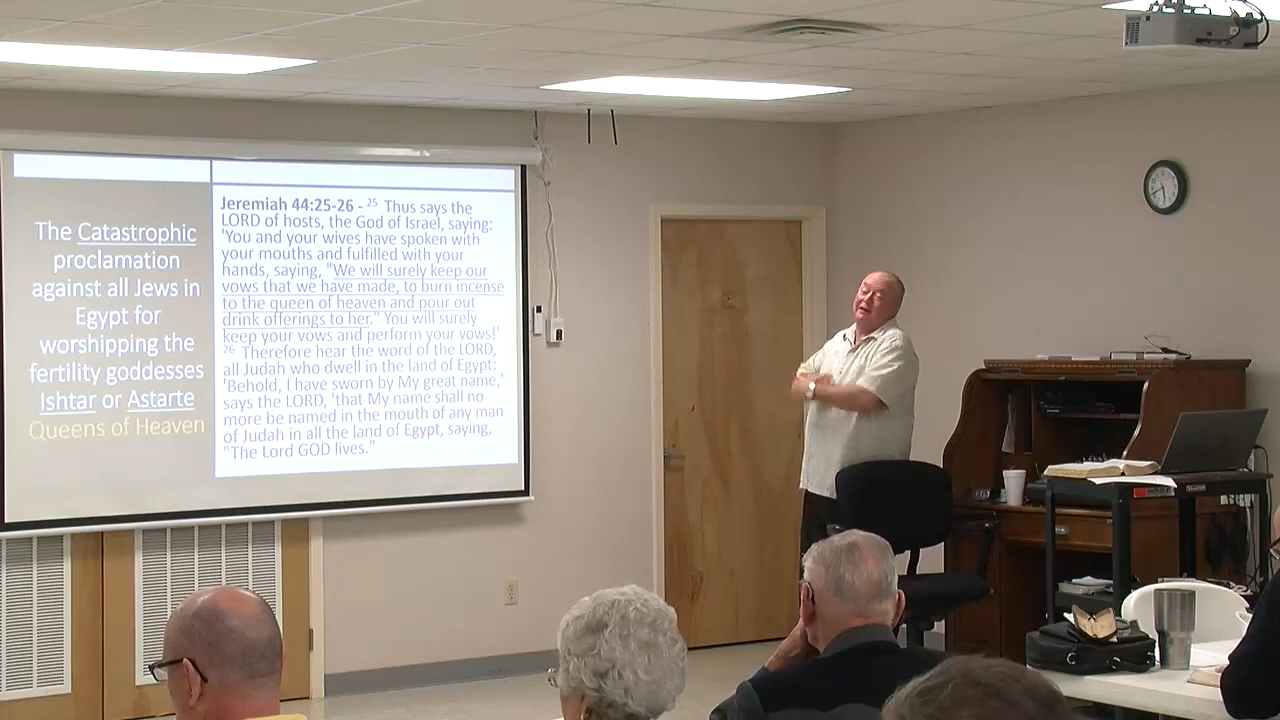 The Catastrophic
proclamation
against all Jews in
Egypt for
worshipping the
fertility goddesses
Ishtar or Astarte
Queens of Heaven
Jeremiah 44:25-26 - 25 Thus says the
LORD of hosts, the God of Israel, saying:
'You and your wives have spoken with
your mouths and fulfilled with your
hands, saying, "We will surely keep our
vows that we have made, to burn incense
to the queen of heaven and pour out
drink offerings to her." You will surely
keep your vows and perform your vows!'
26 Therefore hear the word of the LORD,
all Judah who dwell in the land of Egypt:
'Behold, I have sworn by My great name,'
says the LORD, 'that My name shall no
more be named in the mouth of any man
of Judah in all the land of Egypt, saying,
"The Lord GOD lives."